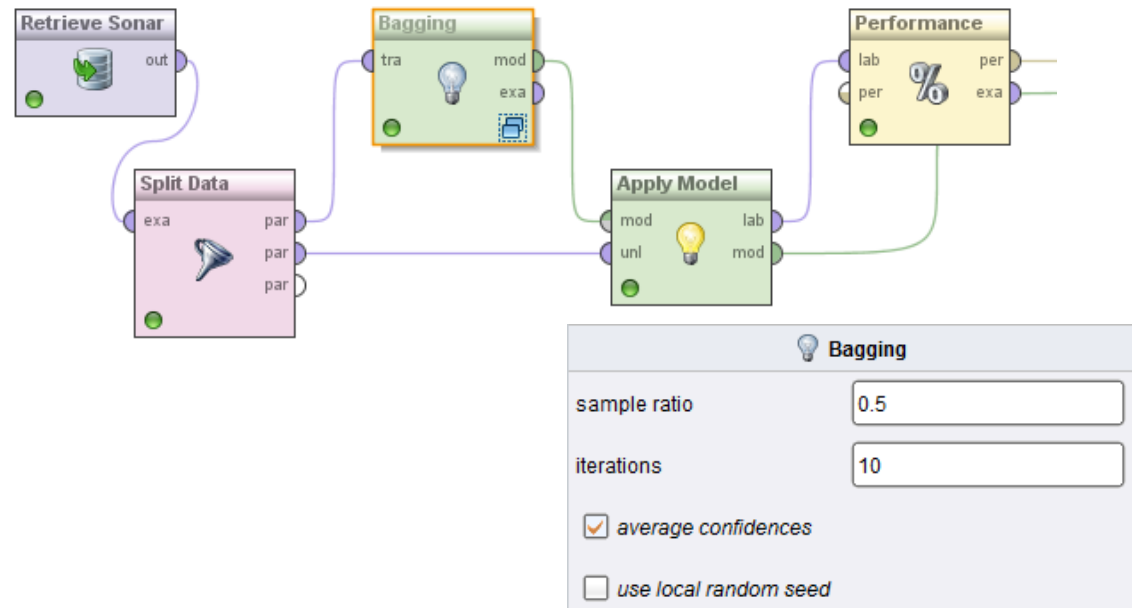 Retrieve Sonar
out
Bagging
tra
mod
exa
Performance
lab
per
per
exa
%
Split Data
exa
par
par
par
Apply Model
mod
lab
unl
mod
Bagging
sample ratio
0.5
iterations
10
average confidences
use local random seed